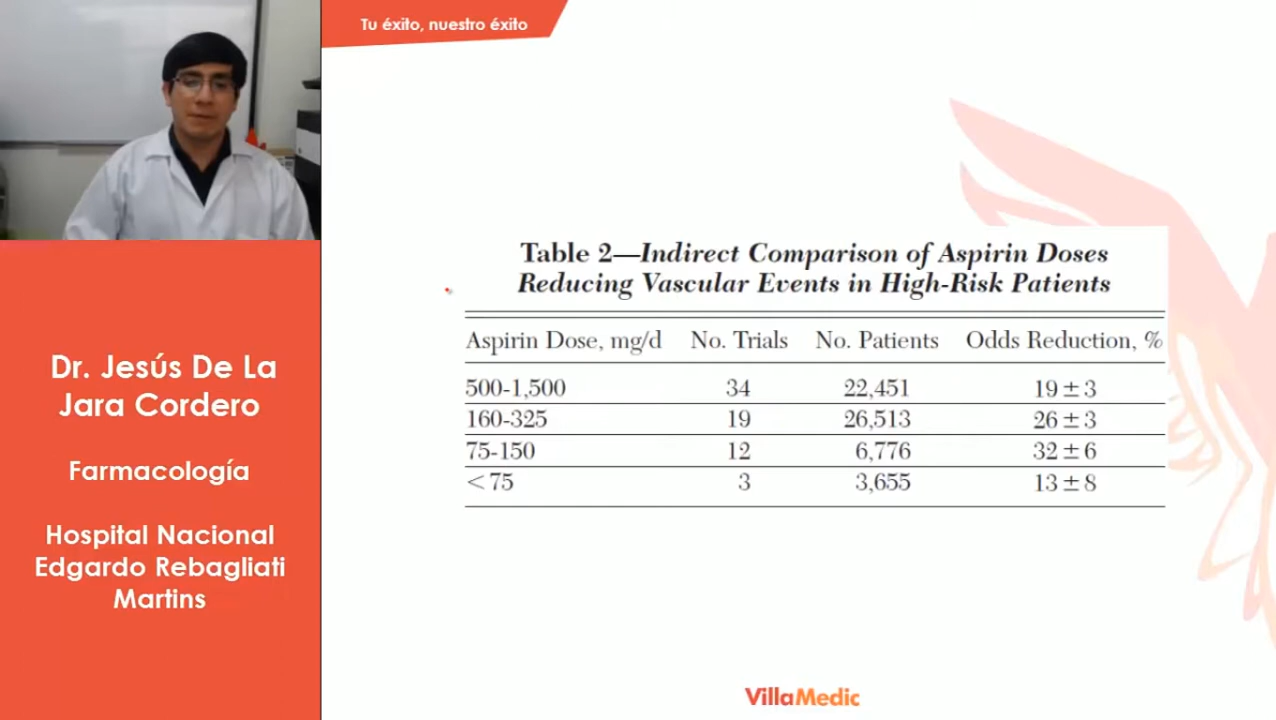 Tu éxito, nuestro éxito
Dr. Jesús De La
Jara Cordero
Farmacología
Hospital Nacional
Edgardo Rebagliati
Martins
Table 2—Indirect Comparison of Aspirin Doses
Reducing Vascular Events in High-Risk Patients
Aspirin Dose, mg/d No. Trials No. Patients Odds Reduction, %
500-1,500 34 22,451 19 ± 3
160-325 19 26,513 26 ± 3
75-150 12 6,776 32 ± 6
< 75 3 3,655 13 ± 8
VillaMedic